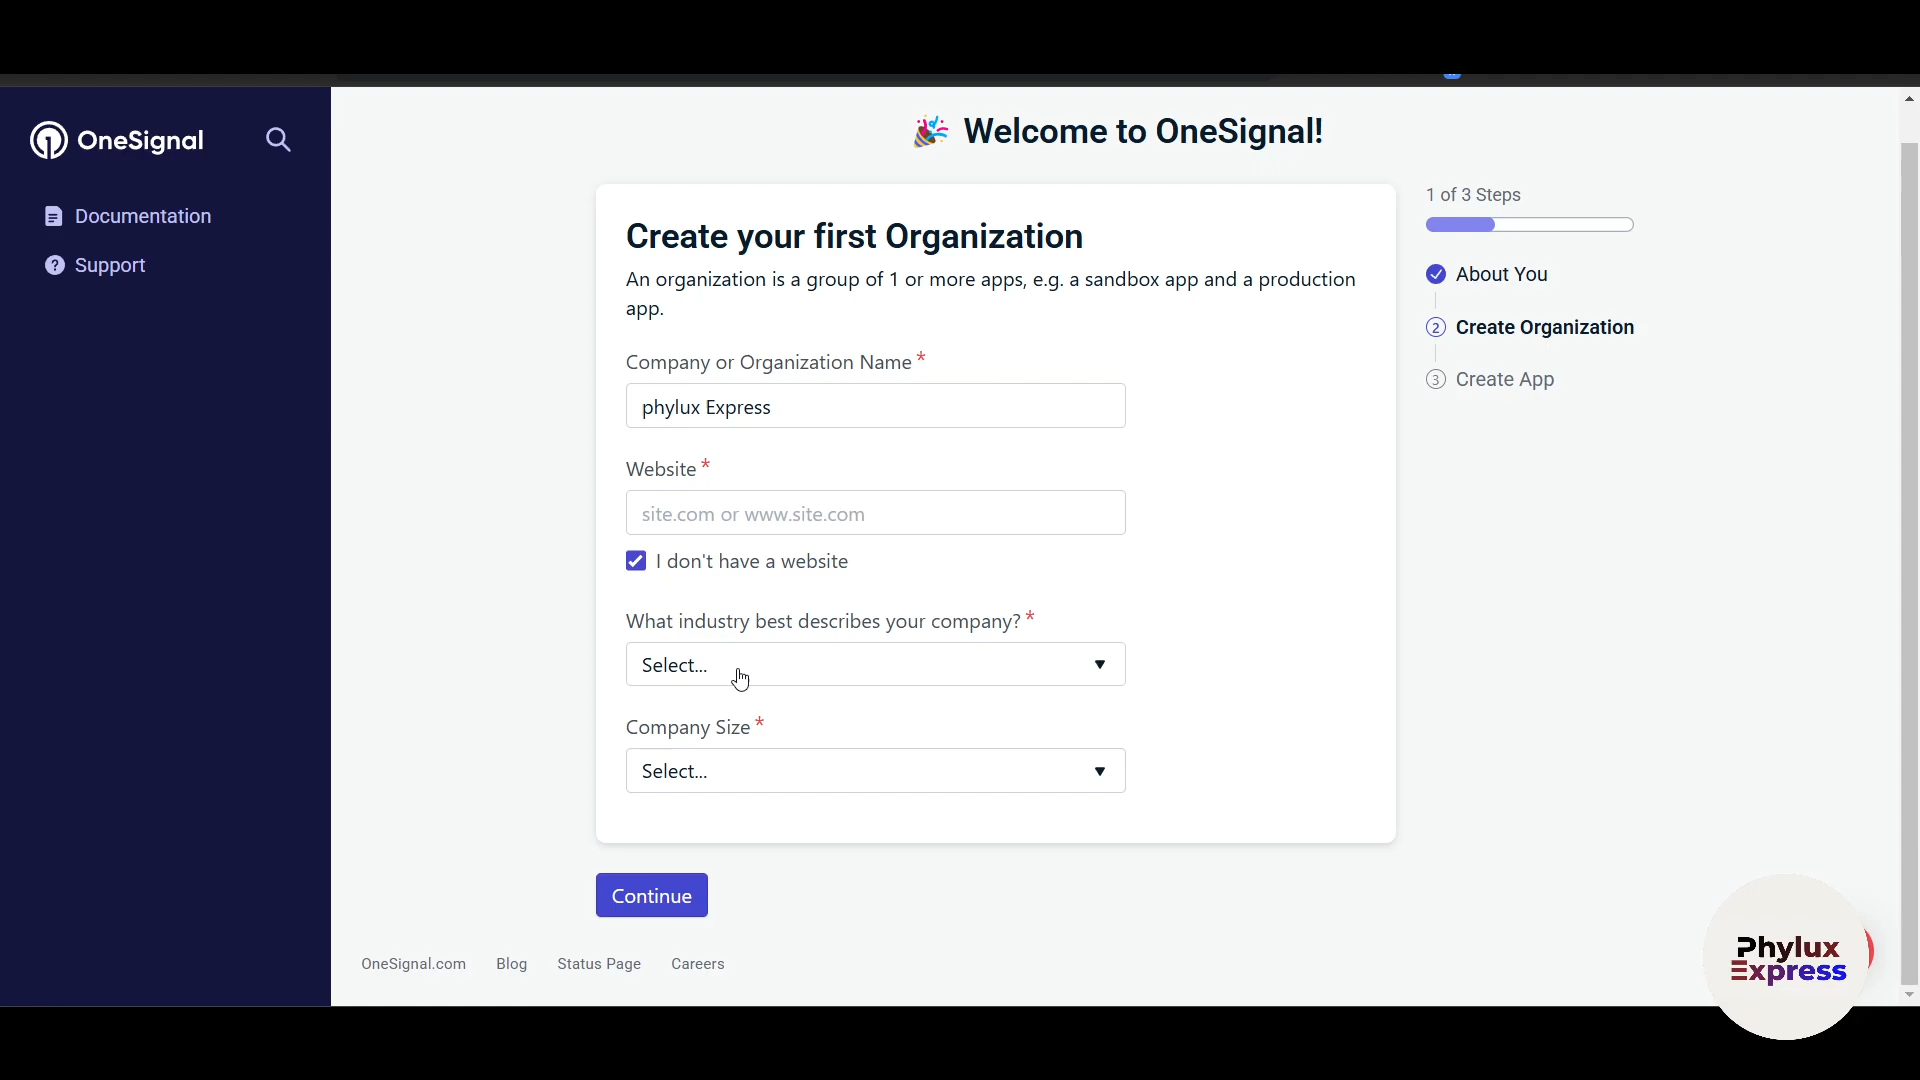 OneSignal
Documentation
Support
🎉 Welcome to OneSignal!
Create your first Organization
An organization is a group of 1 or more apps, e.g. a sandbox app and a production
app.
Company or Organization Name *
phylux Express
Website *
site.com or www.site.com
I don't have a website
What industry best describes your company? *
Select...
Company Size *
Select...
Continue
1 of 3 Steps
About You
2 Create Organization
3 Create App
OneSignal.com Blog Status Page Careers
Phylux
Express